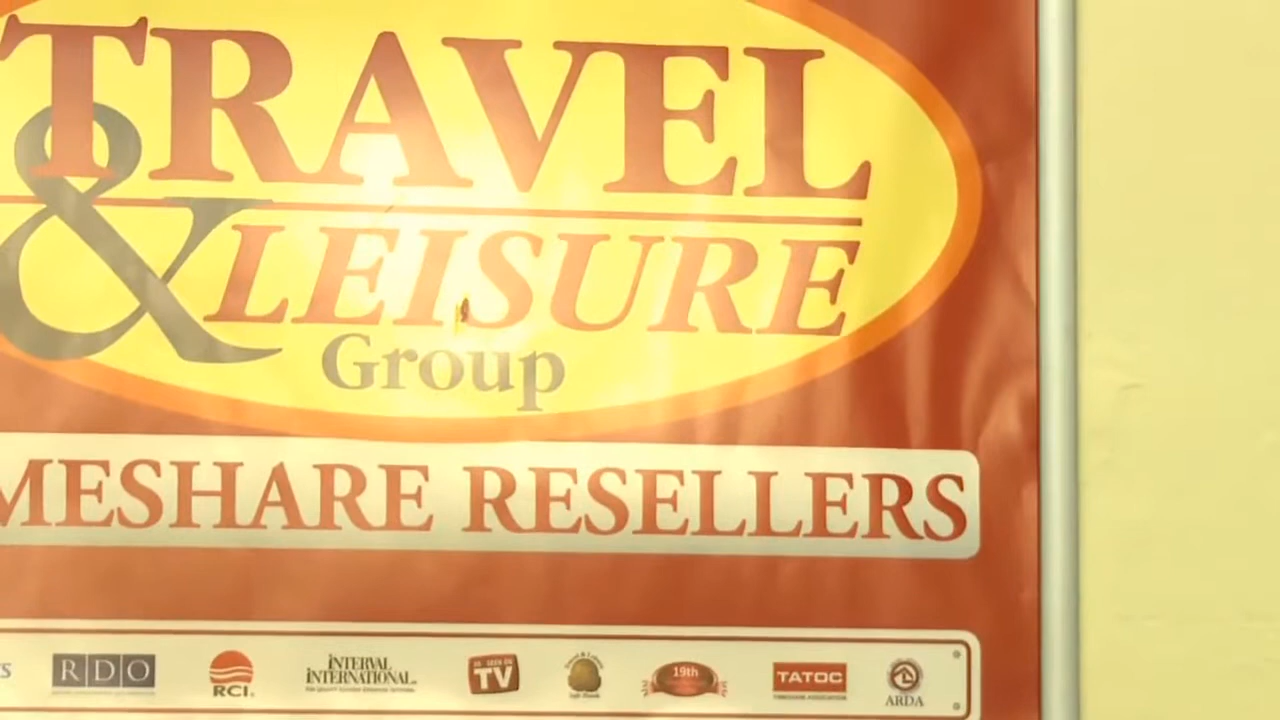 TRAVEL
& LEISURE
Group
MESHARE RESELLERS
RDO
RCI
INTERVAL INTERNATIONAL
AS SEEN ON TV
19th
TATOC
ARDA